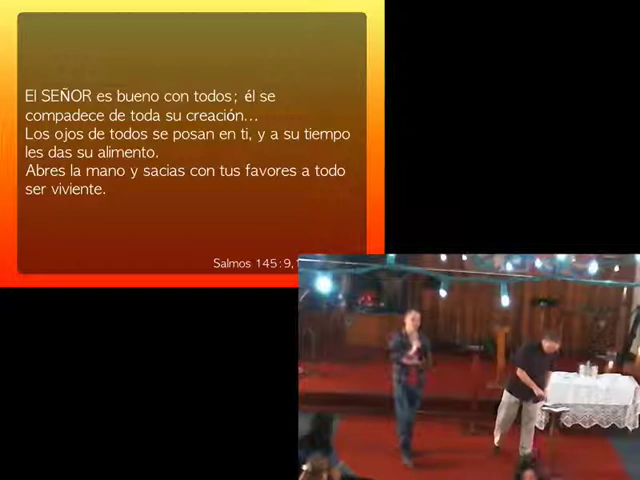 El SEÑOR es bueno con todos; él se
compadece de toda su creación...
Los ojos de todos se posan en ti, y a su tiempo
les das su alimento.
Abres la mano y sacias con tus favores a todo
ser viviente.
Salmos 145:9,